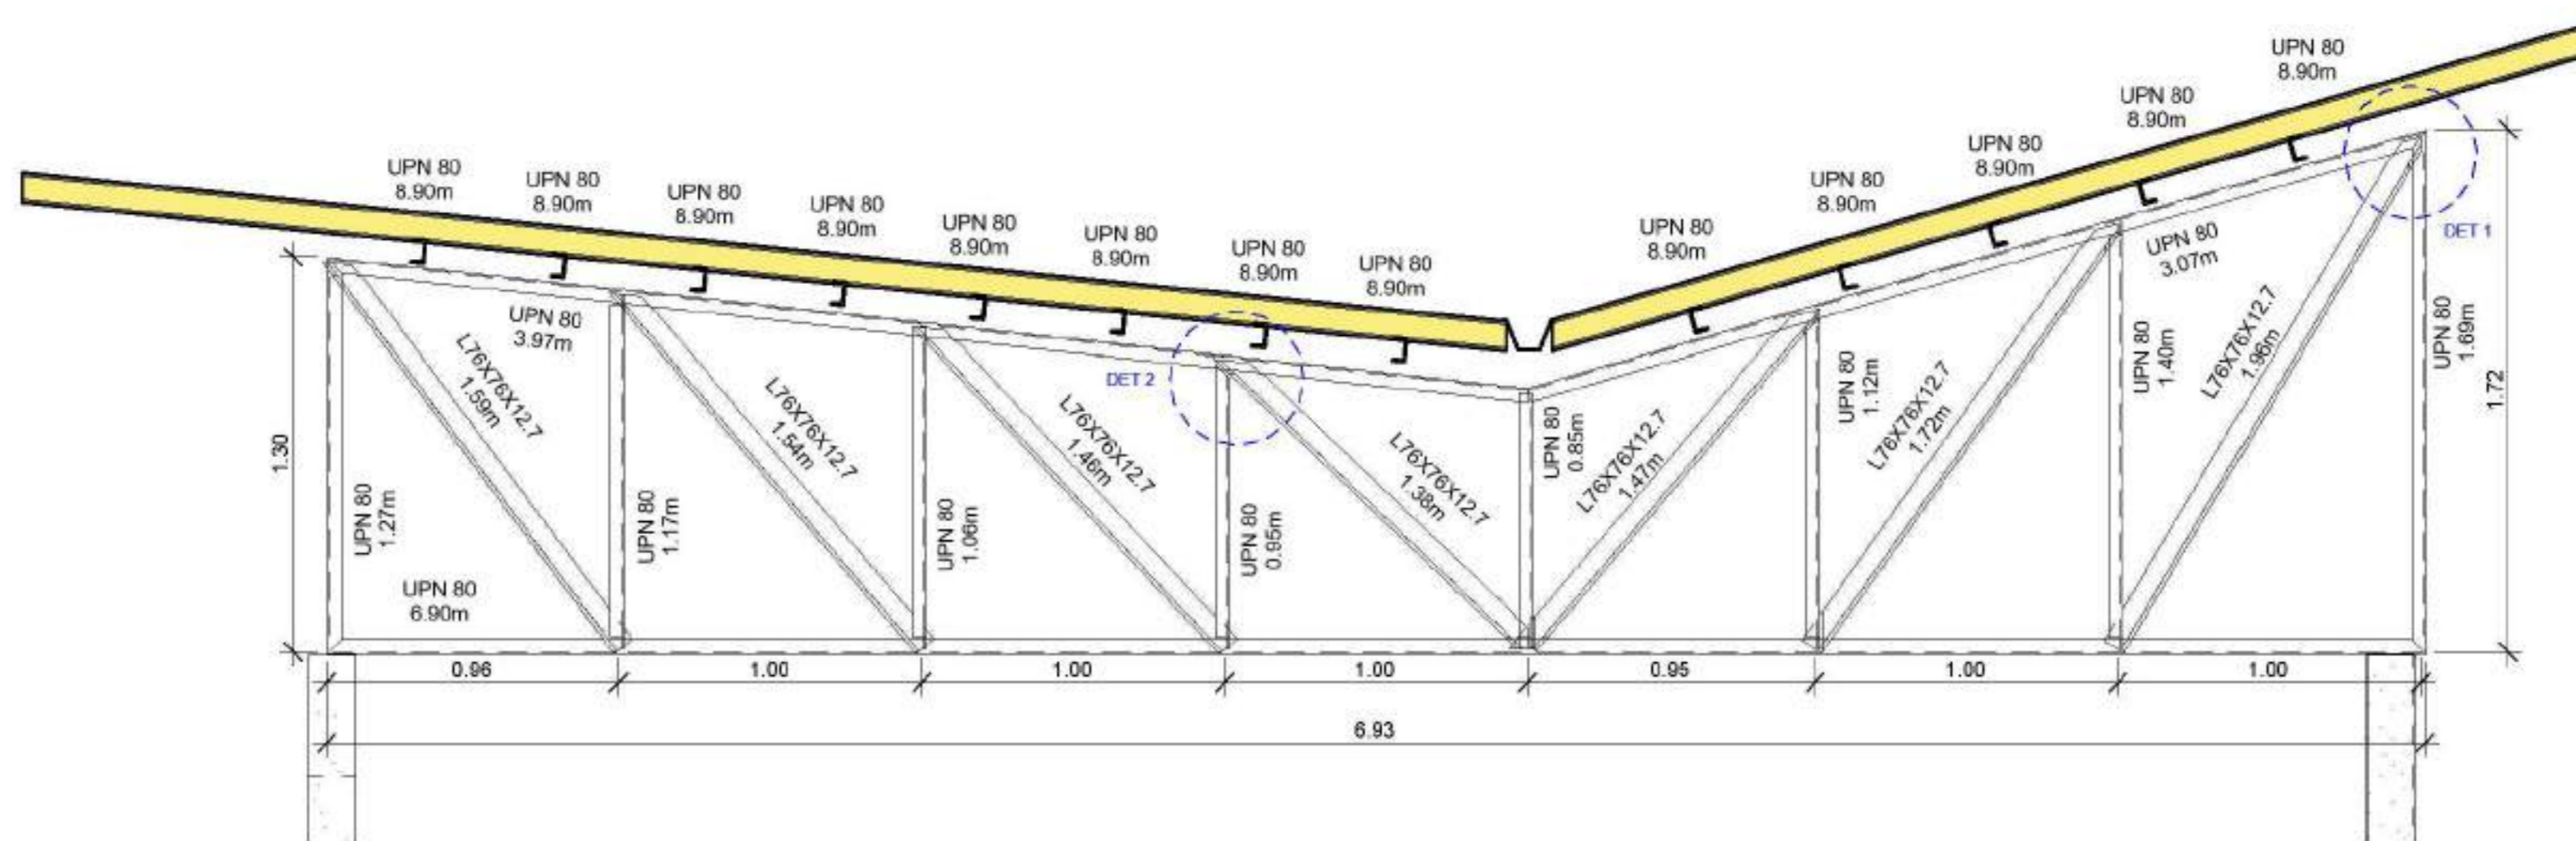 UPN 80
8.90m
UPN 80
8.90m
UPN 80
8.90m
UPN 80
8.90m
UPN 80
8.90m
UPN 80
8.90m
UPN 80
8.90m
UPN 80
8.90m
UPN 80
8.90m
UPN 80
8.90m
UPN 80
8.90m
UPN 80
8.90m
UPN 80
8.90m
DET 1
DET 2
UPN 80
3.97m
UPN 80
3.07m
1.30
UPN 80
1.27m
L76X76X12.7
1.59m
UPN 80
1.17m
L76X76X12.7
1.54m
UPN 80
1.06m
L76X76X12.7
1.46m
UPN 80
0.95m
L76X76X12.7
1.38m
UPN 80
0.85m
L76X76X12.7
1.47m
UPN 80
1.12m
L76X76X12.7
1.72m
UPN 80
1.40m
L76X76X12.7
1.96m
UPN 80
1.69m
1.72
UPN 80
6.90m
0.96
1.00
1.00
1.00
0.95
1.00
1.00
6.93